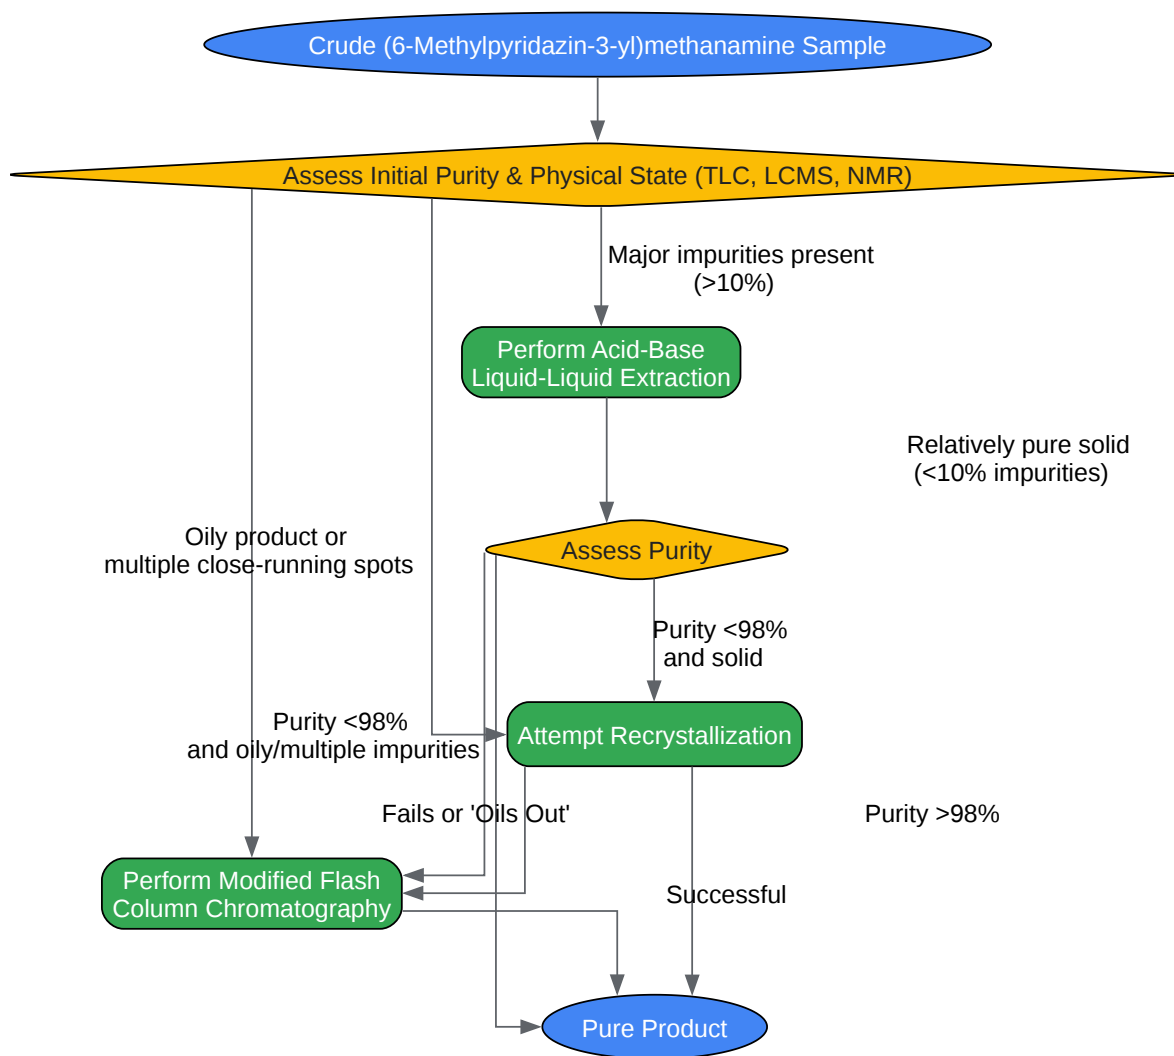 Crude (6-Methylpyridazin-3-yl)methanamine Sample
Assess Initial Purity & Physical State (TLC, LCMS, NMR)
Major impurities present
(>10%)
Perform Acid-Base
Liquid-Liquid Extraction
Relatively pure solid
(<10% impurities)
Oily product or
multiple close-running spots
Assess Purity
Purity <98%
and solid
Purity <98%
and oily/multiple impurities
Attempt Recrystallization
Fails or 'Oils Out'
Purity >98%
Perform Modified Flash
Column Chromatography
Successful
Pure Product